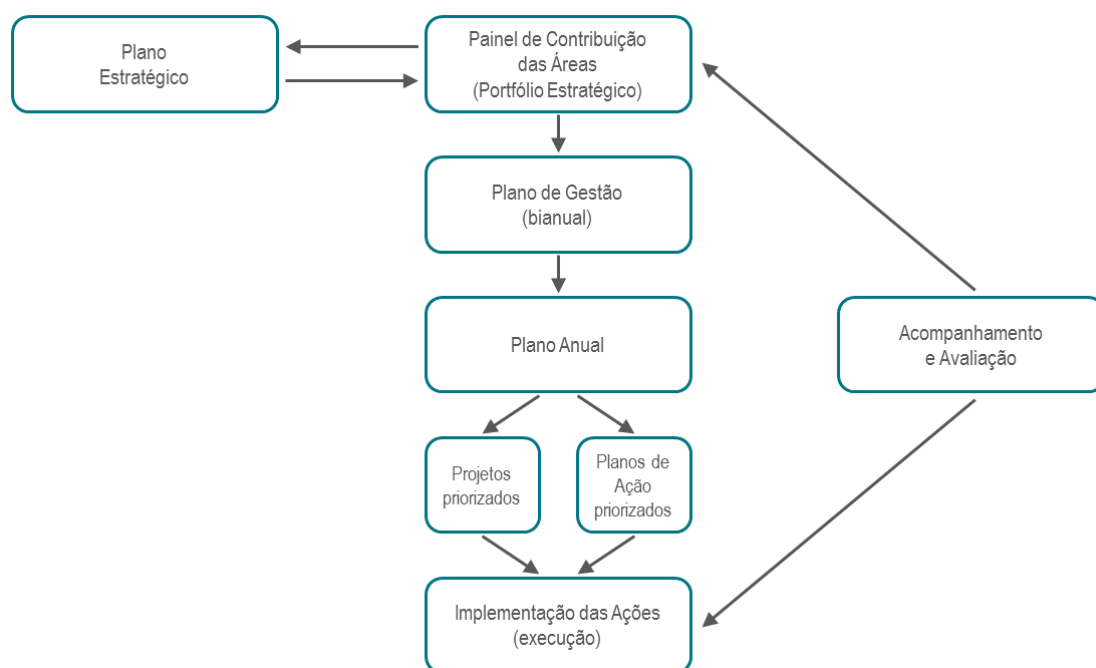 Plano
Estratégico
Painel de Contribuição
das Áreas
(Portfólio Estratégico)
Plano de Gestão
(bianual)
Plano Anual
Acompanhamento
e Avaliação
Projetos
priorizados
Planos de
Ação
priorizados
Implementação das Ações
(execução)